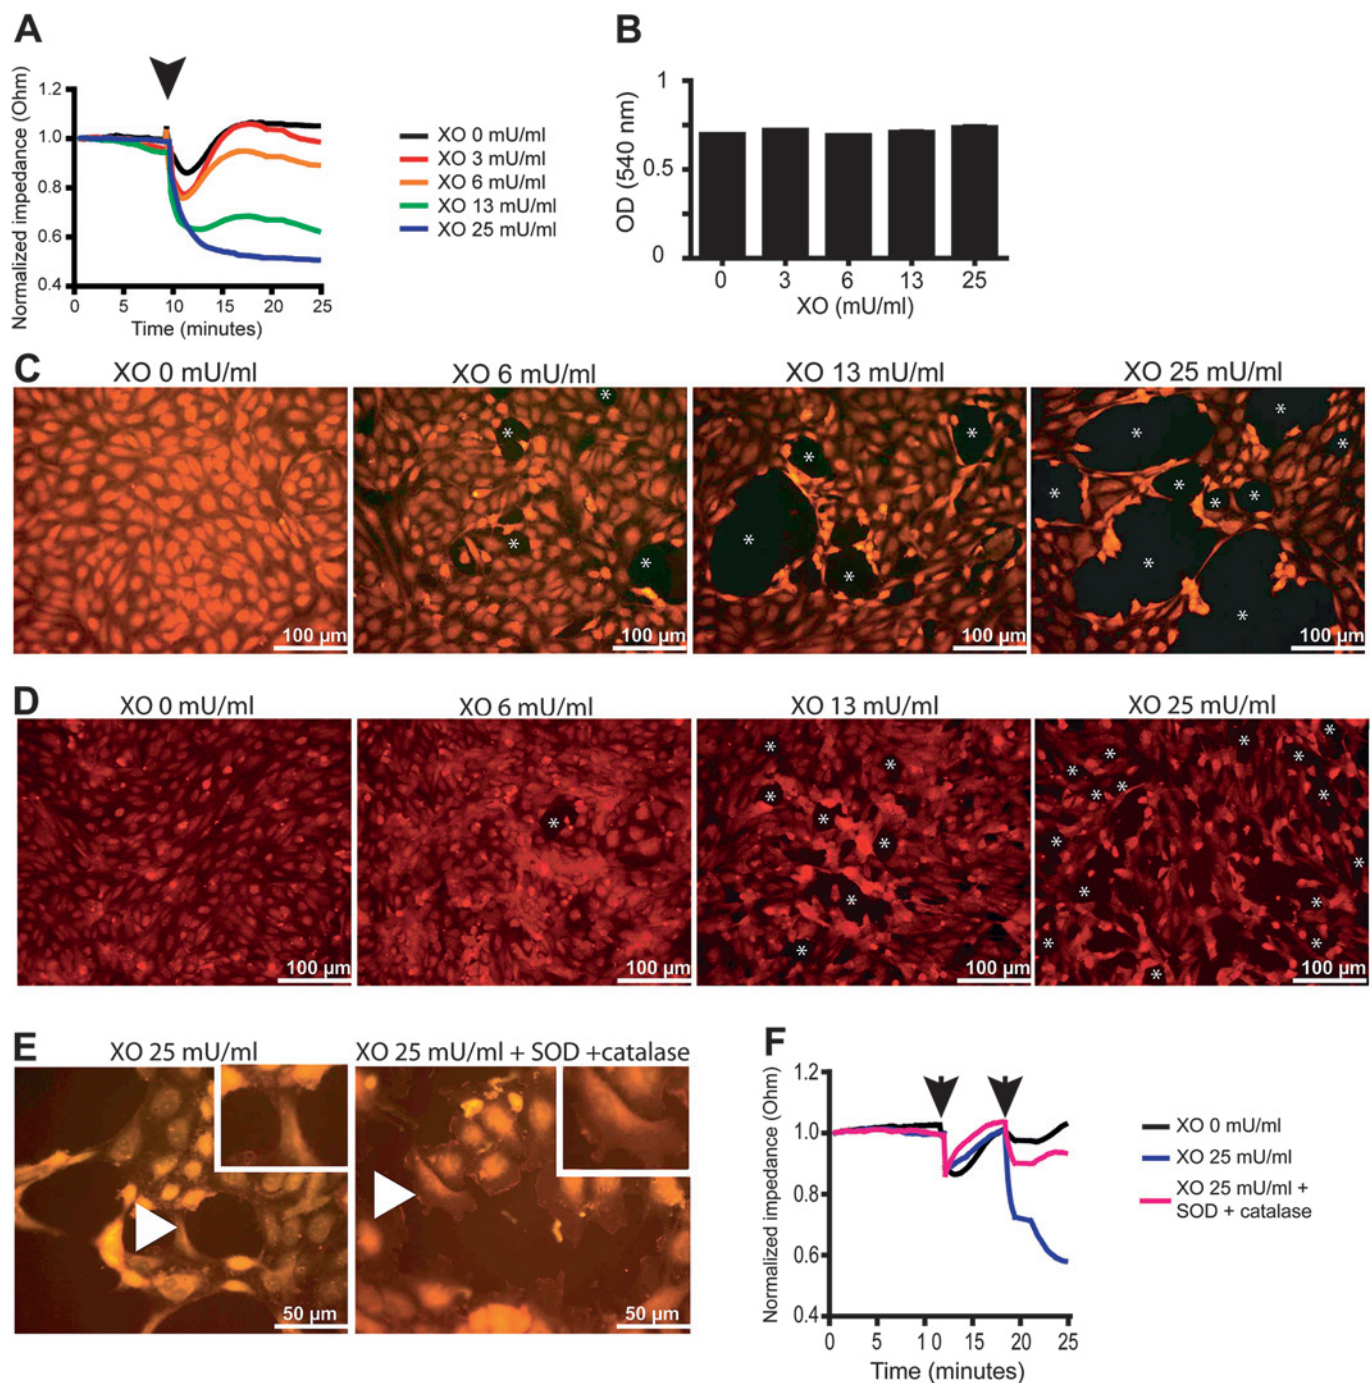 A
Normalized impedance (Ohm)
1.2
1.0
0.8
0.6
0.4
0
5
10
15
20
25
Time (minutes)
XO 0 mU/ml
XO 3 mU/ml
XO 6 mU/ml
XO 13 mU/ml
XO 25 mU/ml
B
OD (540 nm)
1
0.5
0
0
3
6
13
25
XO (mU/ml)
C
XO 0 mU/ml
XO 6 mU/ml
XO 13 mU/ml
XO 25 mU/ml
* * * *
* * * *
* * * * * * * * *
100 µm
100 µm
100 µm
100 µm
D
XO 0 mU/ml
XO 6 mU/ml
XO 13 mU/ml
XO 25 mU/ml
*
* * * * * * *
* * * * * * * * * * * * * * *
100 µm
100 µm
100 µm
100 µm
E
XO 25 mU/ml
XO 25 mU/ml + SOD +catalase
50 µm
50 µm
F
Normalized impedance (Ohm)
1.2
1.0
0.8
0.6
0.4
0
5
1 0
15
20
25
Time (minutes)
XO 0 mU/ml
XO 25 mU/ml
XO 25 mU/ml +
SOD + catalase